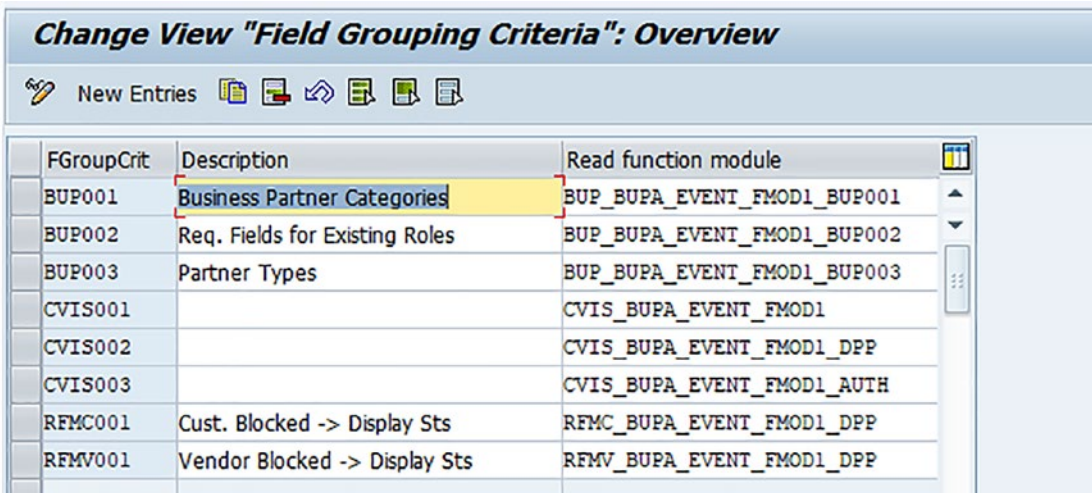 Change View "Field Grouping Criteria": Overview
New Entries
FGroupCrit Description Read function module
BUP001 Business Partner Categories BUP_BUPA_EVENT_FMOD1_BUP001
BUP002 Req. Fields for Existing Roles BUP_BUPA_EVENT_FMOD1_BUP002
BUP003 Partner Types BUP_BUPA_EVENT_FMOD1_BUP003
CVIS001 CVIS_BUPA_EVENT_FMOD1
CVIS002 CVIS_BUPA_EVENT_FMOD1_DPP
CVIS003 CVIS_BUPA_EVENT_FMOD1_AUTH
RFMC001 Cust. Blocked -> Display Sts RFMC_BUPA_EVENT_FMOD1_DPP
RFMV001 Vendor Blocked -> Display Sts RFMV_BUPA_EVENT_FMOD1_DPP